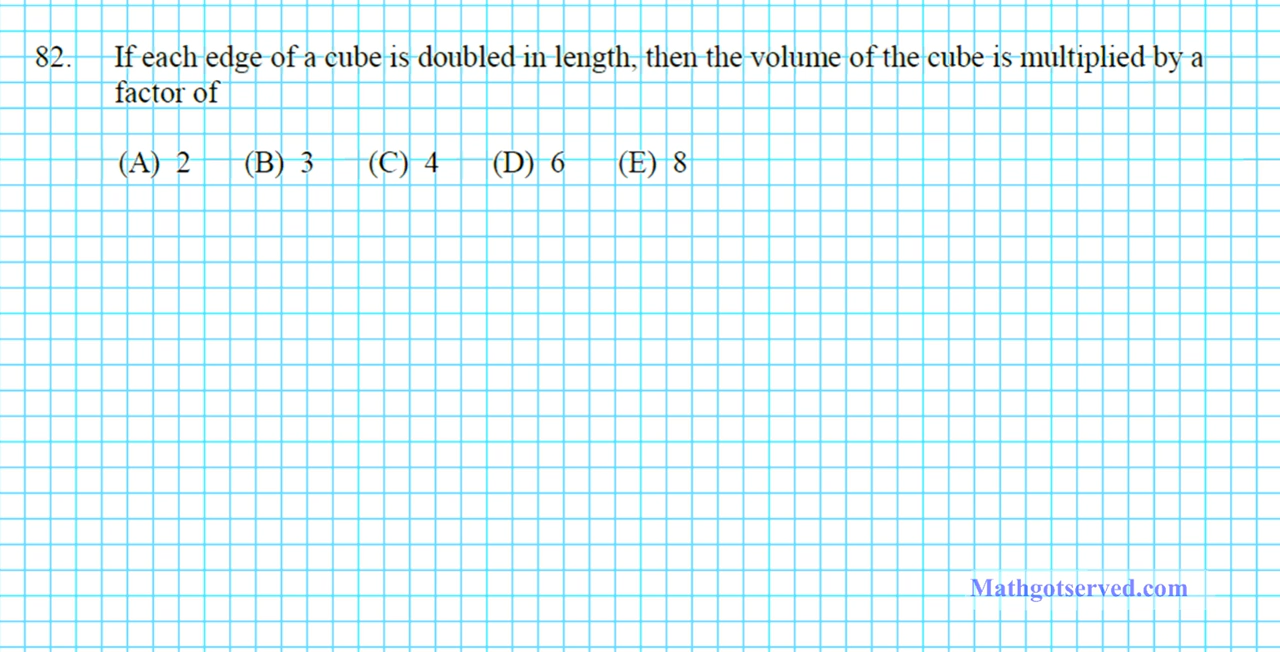 82. If each edge of a cube is doubled in length, then the volume of the cube is multiplied by a
factor of
(A) 2 (B) 3 (C) 4 (D) 6 (E) 8
Mathgotserved.com